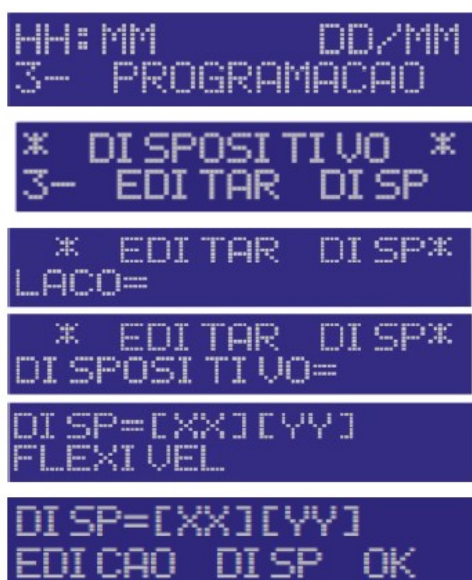 HH:MM DD/MM
3- PROGRAMACAO
* DISPOSITIVO *
3- EDITAR DISP
* EDITAR DISP*
LACO=
* EDITAR DISP*
DISPOSITIVO=
DISP=[XX][YY]
FLEXIVEL
DISP=[XX][YY]
EDICAO DISP OK